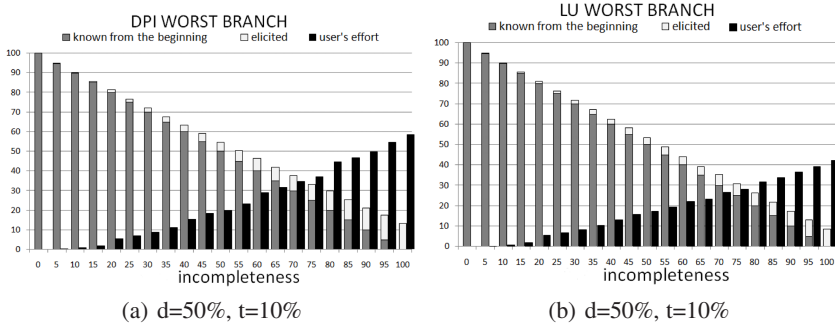 DPI WORST BRANCH
known from the beginning elicited user's effort
100
90
80
70
60
50
40
30
20
10
0
0 5 10 15 20 25 30 35 40 45 50 55 60 65 70 75 80 85 90 95 100
incompleteness
(a) d=50%, t=10%
LU WORST BRANCH
known from the beginning elicited user's effort
100
90
80
70
60
50
40
30
20
10
0
0 5 10 15 20 25 30 35 40 45 50 55 60 65 70 75 80 85 90 95 100
incompleteness
(b) d=50%, t=10%